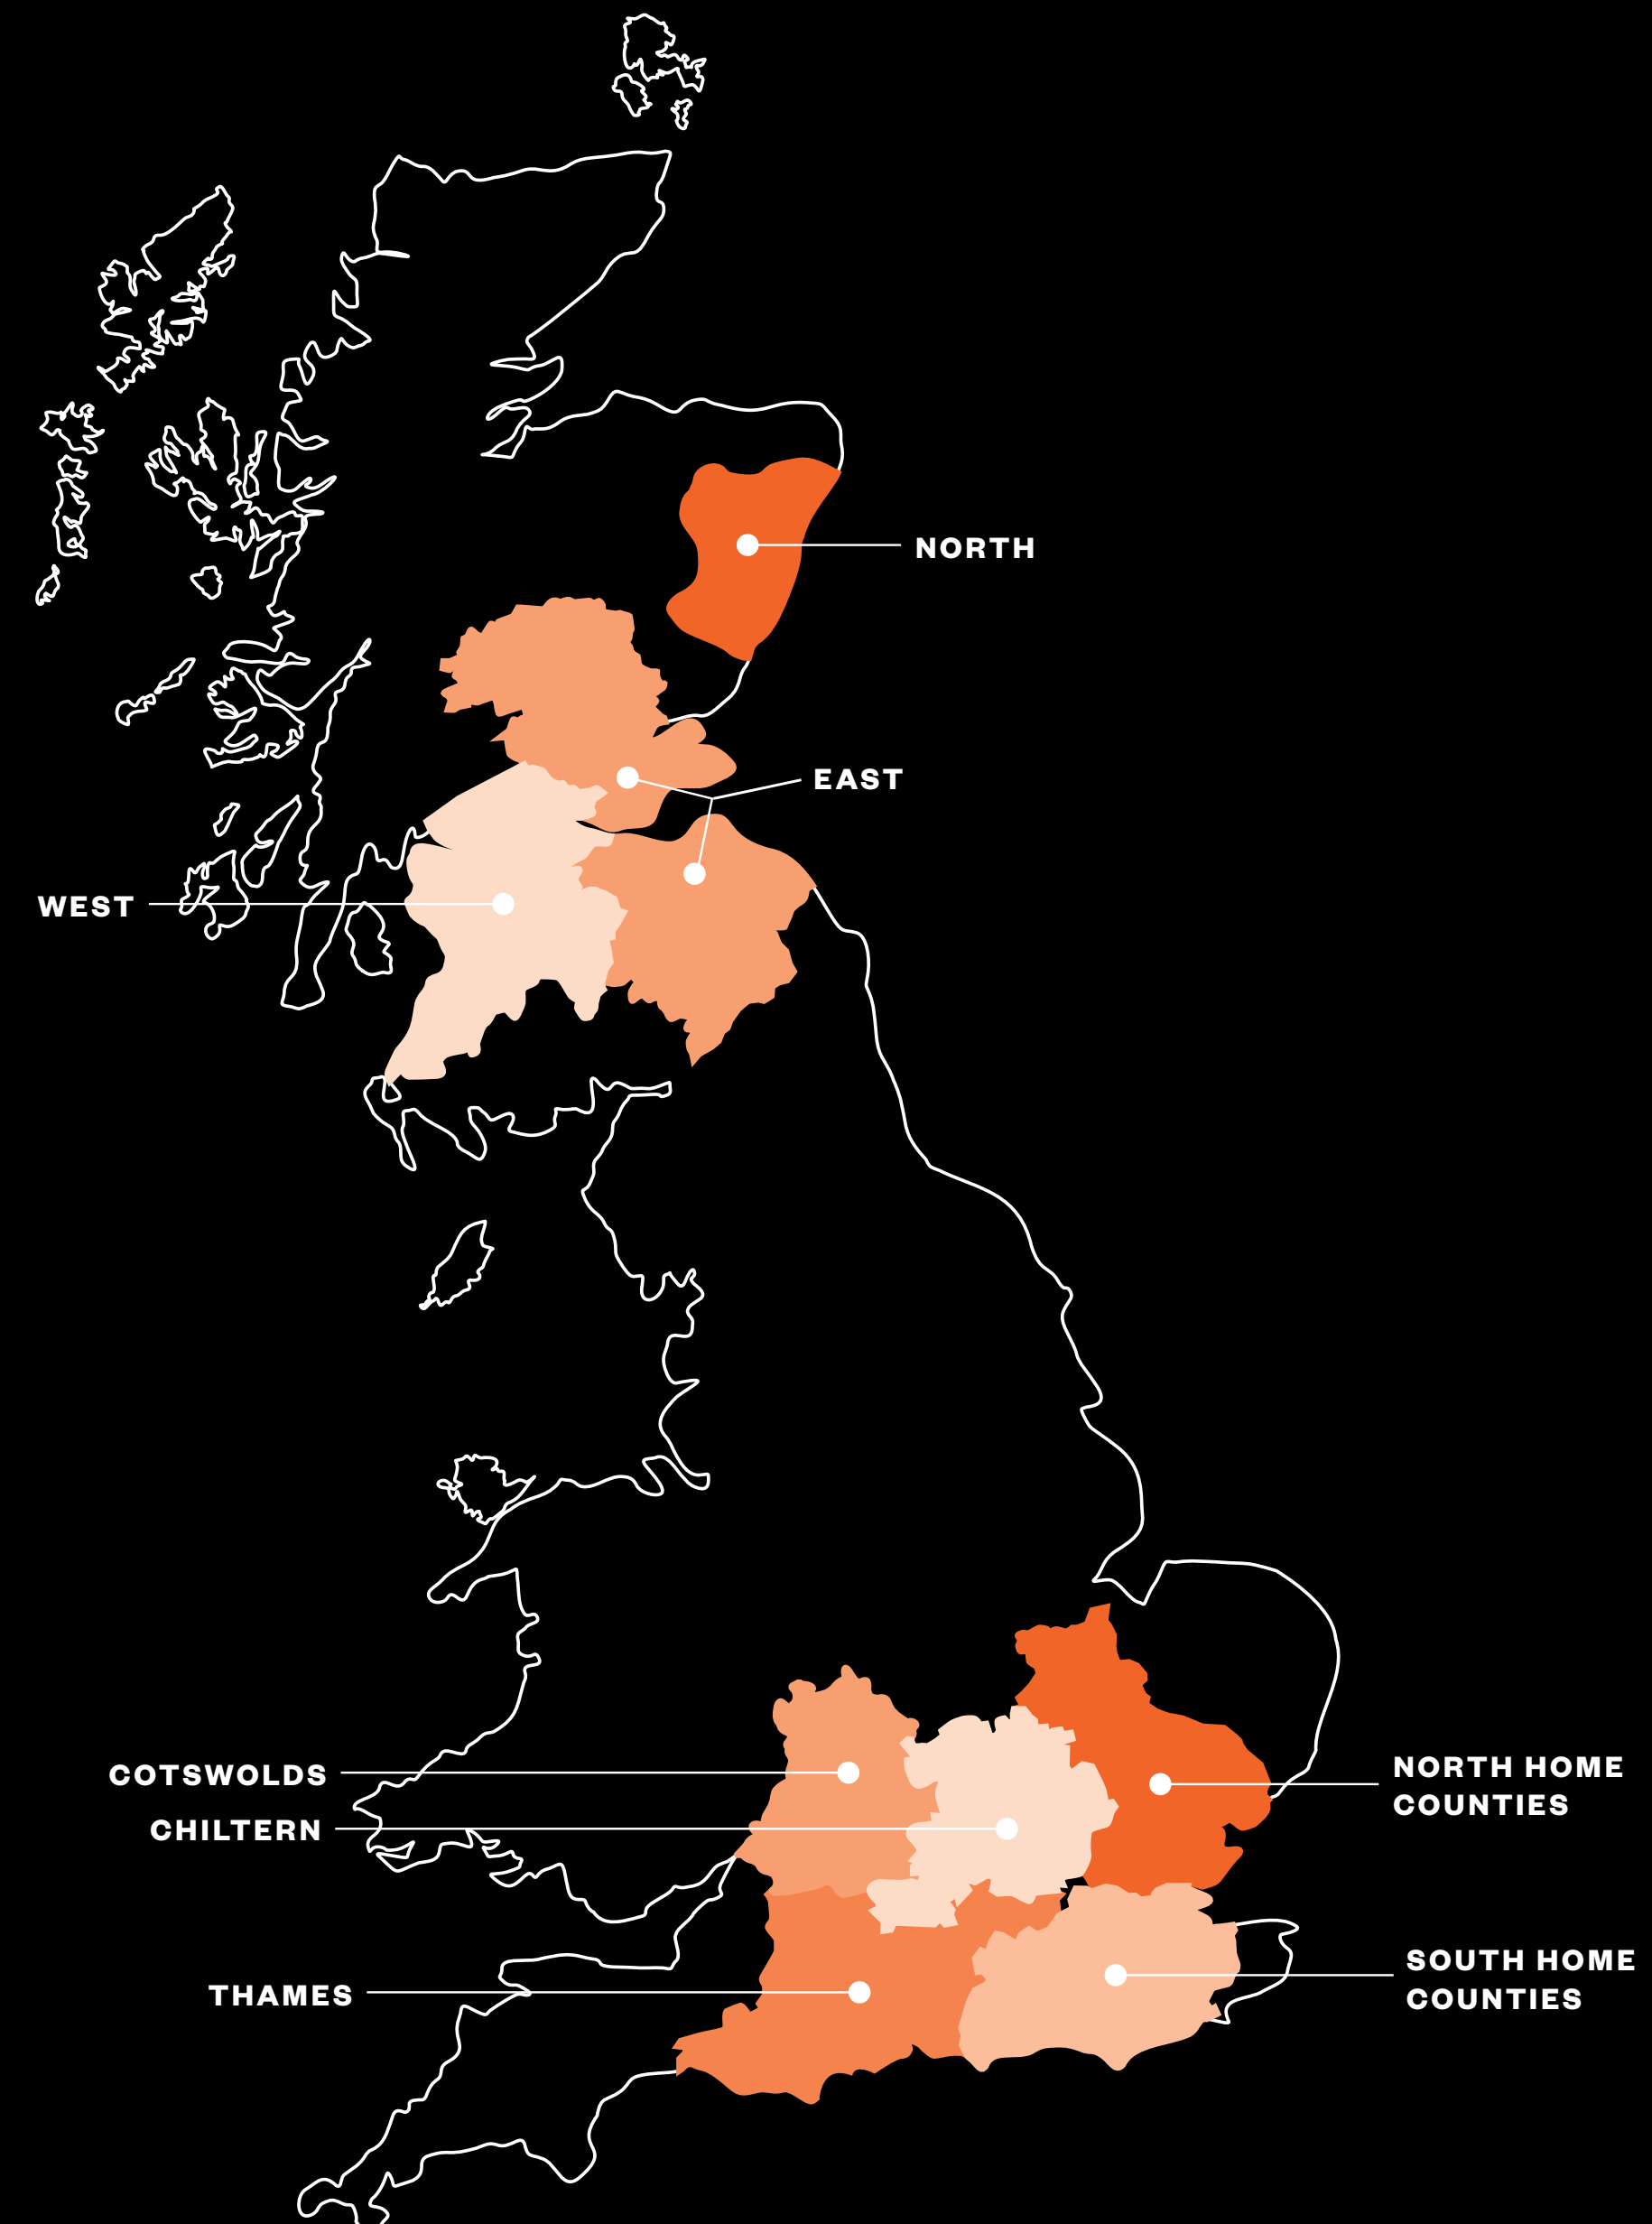 NORTH
EAST
WEST
COTSWOLDS
NORTH HOME
COUNTIES
CHILTERN
SOUTH HOME
COUNTIES
THAMES